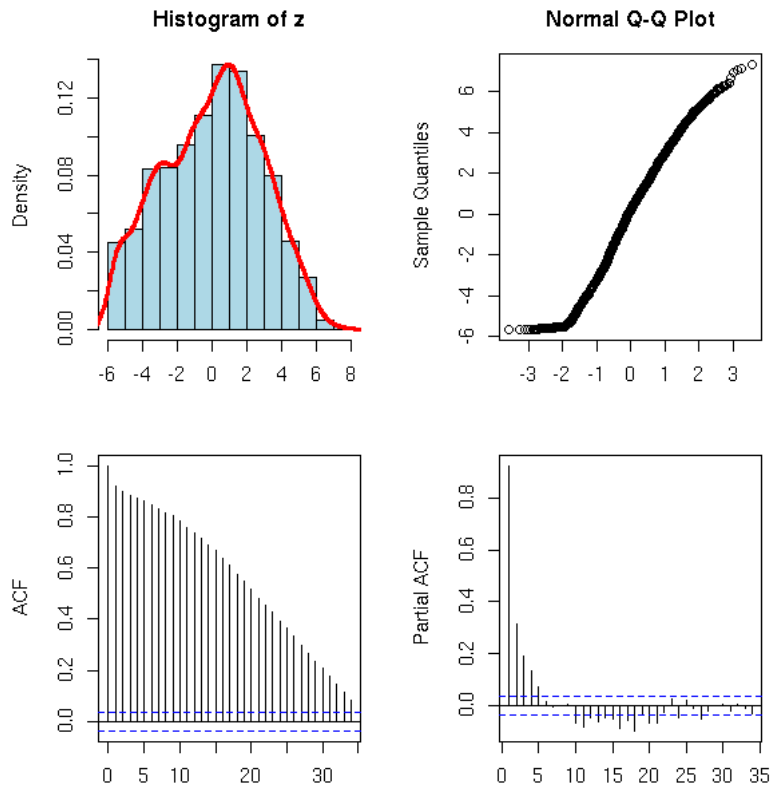 Histogram of z
Density
0.00 0.04 0.08 0.12
-6 -4 -2 0 2 4 6 8
Normal Q-Q Plot
Sample Quantiles
-6 -4 -2 0 2 4 6
-3 -2 -1 0 1 2 3
ACF
0.0 0.2 0.4 0.6 0.8 1.0
0 5 10 20 30
Partial ACF
0.0 0.2 0.4 0.6 0.8
0 5 10 15 20 25 30 35